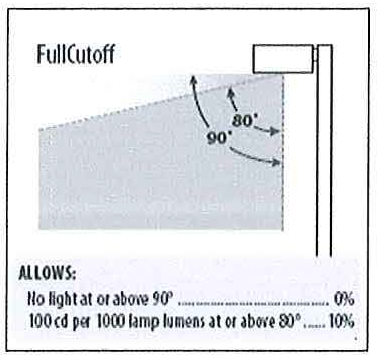 FullCutoff
80°
90°
ALLOWS:
No light at or above 90° ................................ 0%
100 cd per 1000 lamp lumens at or above 80° ..... 10%